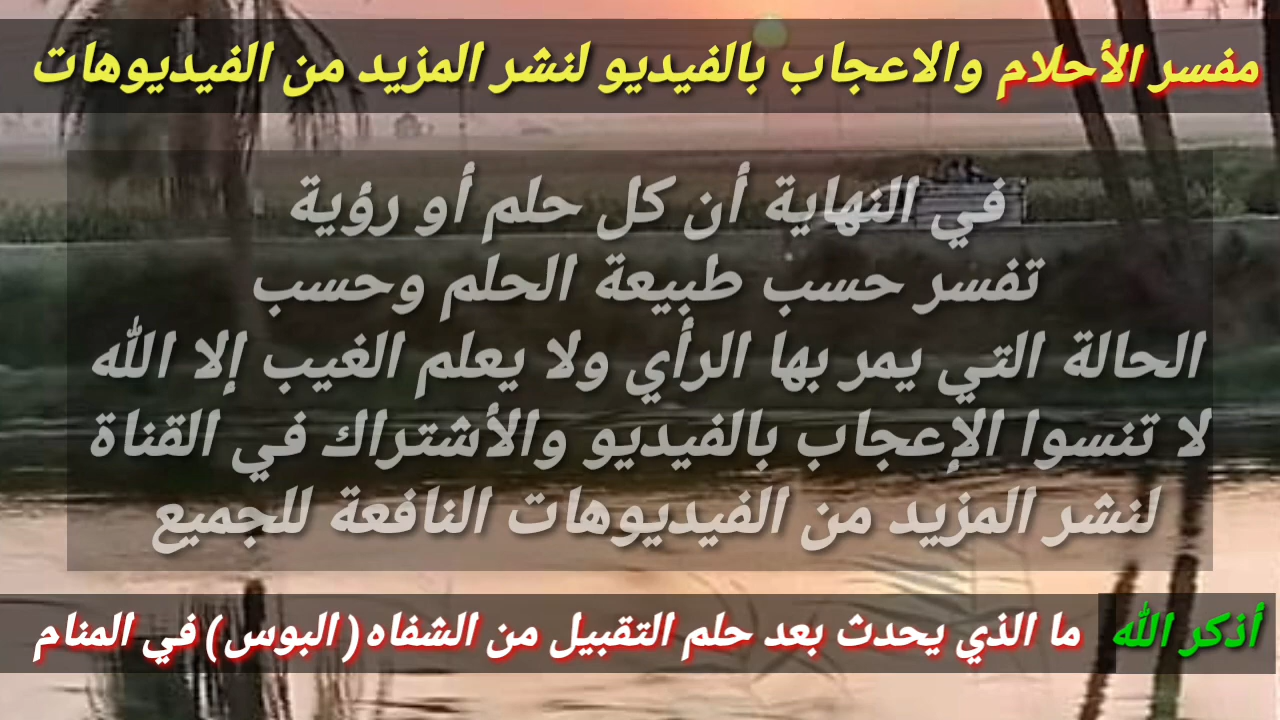 مفسر الأحلام والاعجاب بالفيديو لنشر المزيد من الفيديوهات
في النهاية أن كل حلم أو رؤية
تفسر حسب طبيعة الحلم وحسب
الحالة التي يمر بها الرأي ولا يعلم الغيب إلا الله
لا تنسوا الإعجاب بالفيديو والأشتراك في القناة
لنشر المزيد من الفيديوهات النافعة للجميع
أذكر الله ما الذي يحدث بعد حلم التقبيل من الشفاه ( البوس ) في المنام